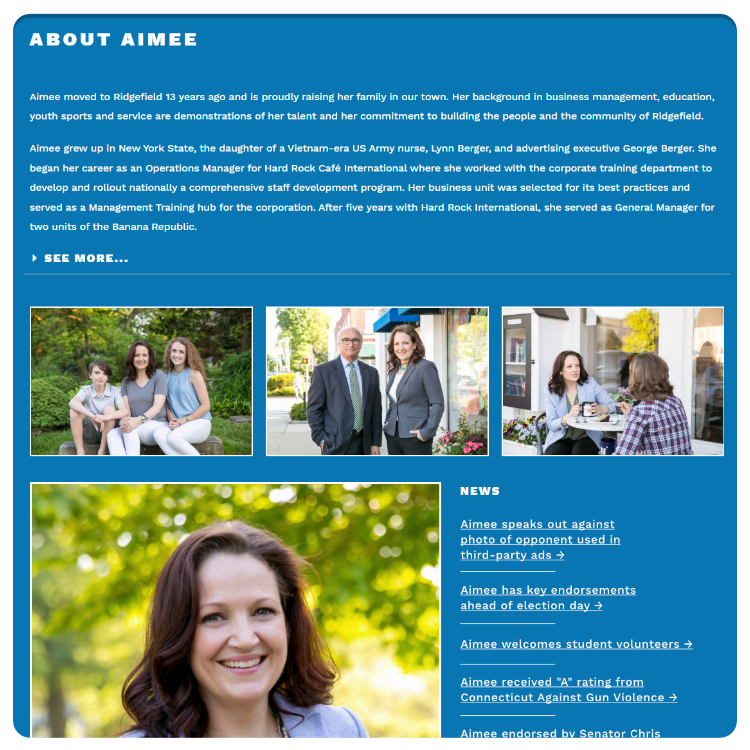 ABOUT AIMEE
Aimee moved to Ridgefield 13 years ago and is proudly raising her family in our town. Her background in business management, education,
youth sports and service are demonstrations of her talent and her commitment to building the people and the community of Ridgefield.
Aimee grew up in New York State, the daughter of a Vietnam-era US Army nurse, Lynn Berger, and advertising executive George Berger. She
began her career as an Operations Manager for Hard Rock Café International where she worked with the corporate training department to
develop and rollout nationally a comprehensive staff development program. Her business unit was selected for its best practices and
served as a Management Training hub for the corporation. After five years with Hard Rock International, she served as General Manager for
two units of the Banana Republic.
SEE MORE...
NEWS
Aimee speaks out against
photo of opponent used in
third-party ads →
Aimee has key endorsements
ahead of election day →
Aimee welcomes student volunteers →
Aimee received "A" rating from
Connecticut Against Gun Violence →
Aimee endorsed by Senator Chris